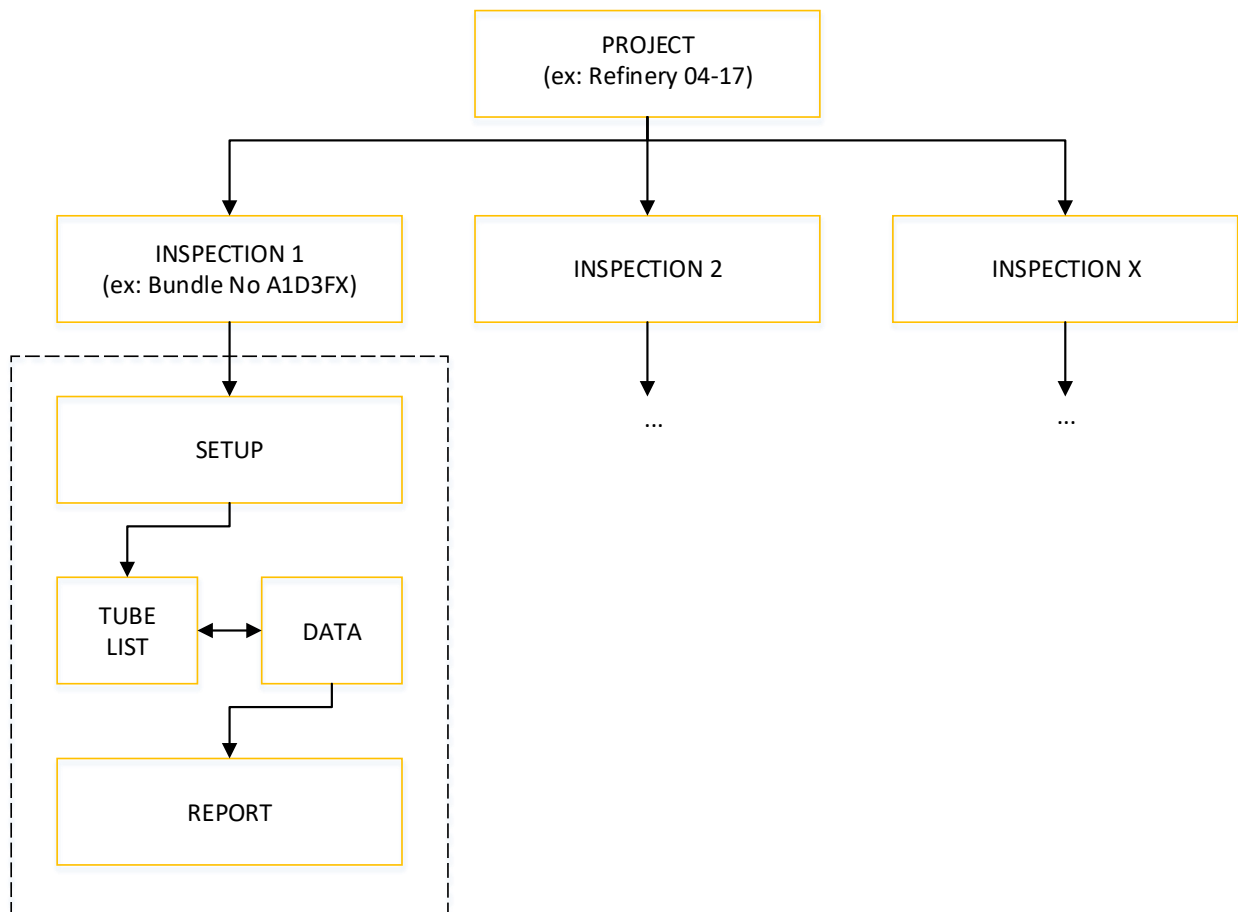 PROJECT
(ex: Refinery 04-17)
INSPECTION 1
(ex: Bundle No A1D3FX)
INSPECTION 2
INSPECTION X
SETUP
...
...
TUBE
LIST
DATA
REPORT